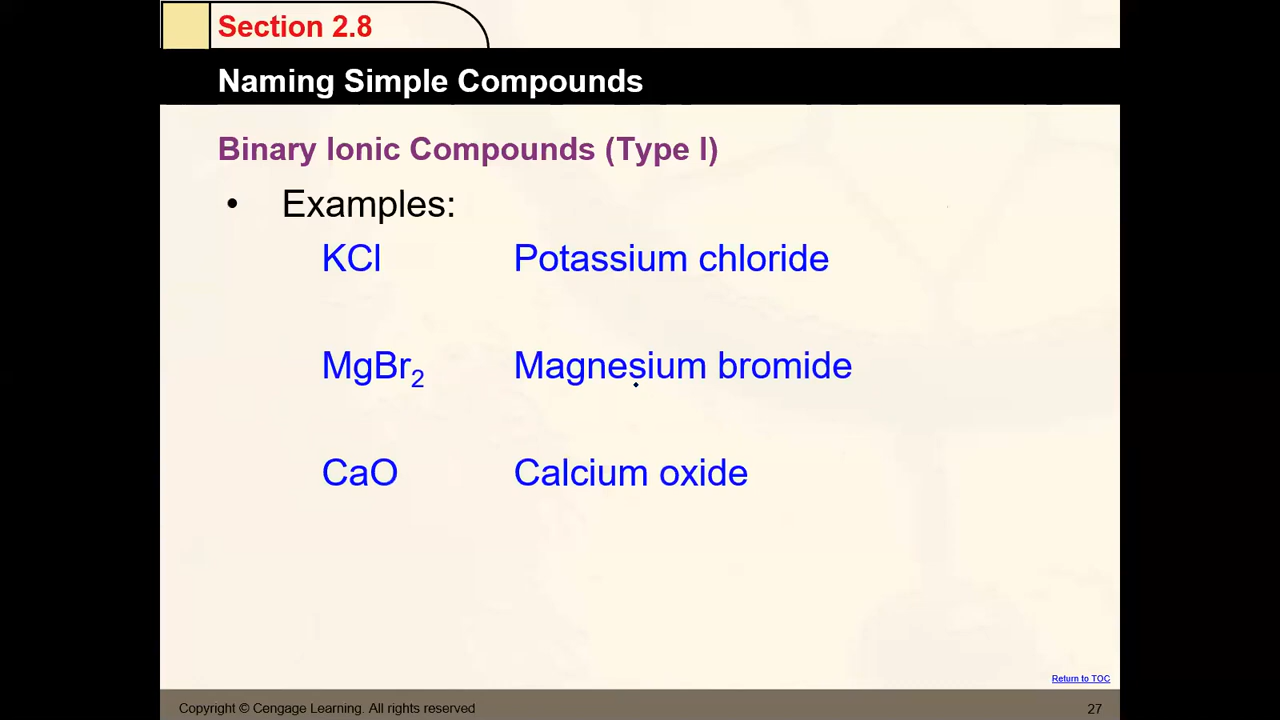 Section 2.8
Naming Simple Compounds
Binary Ionic Compounds (Type I)
• Examples:
KCl Potassium chloride
MgBr₂ Magnesium bromide
CaO Calcium oxide
Return to TOC
Copyright © Cengage Learning. All rights reserved 27